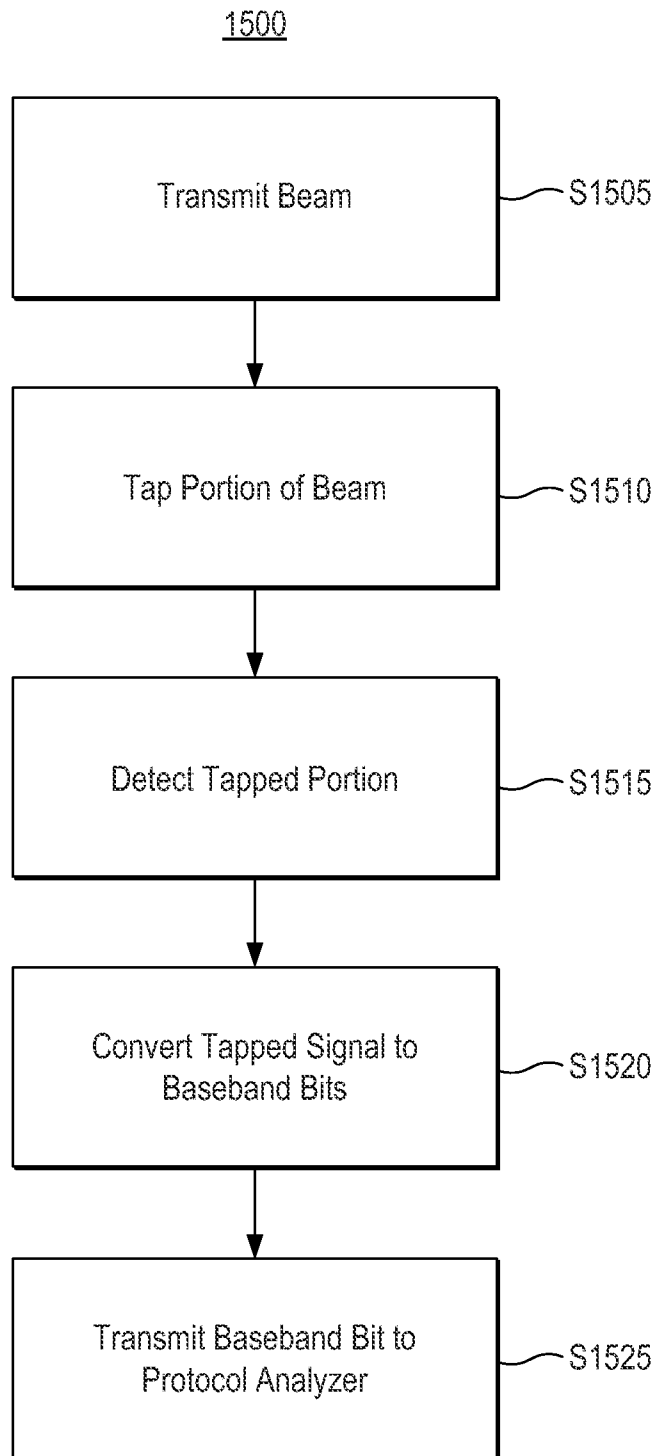 1500
Transmit Beam
S1505
Tap Portion of Beam
S1510
Detect Tapped Portion
S1515
Convert Tapped Signal to
Baseband Bits
S1520
Transmit Baseband Bit to
Protocol Analyzer
S1525